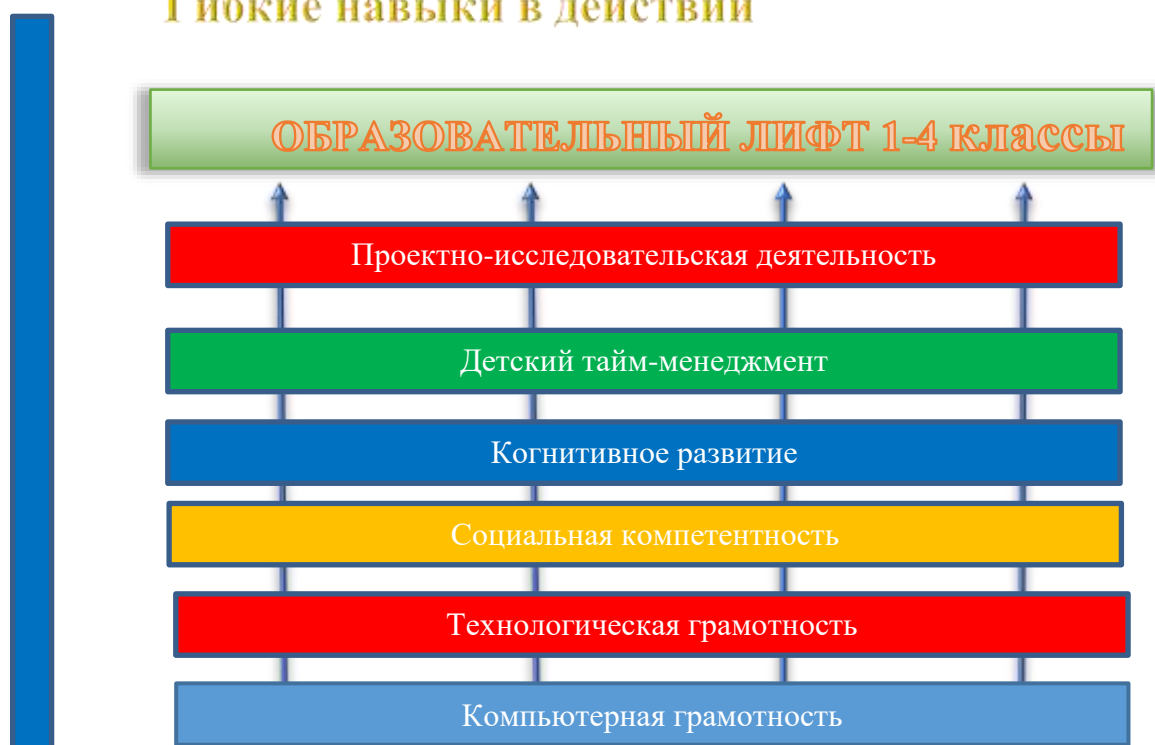 Гибкие навыки в действии
ОБРАЗОВАТЕЛЬНЫЙ ЛИФТ 1-4 классы
Проектно-исследовательская деятельность
Детский тайм-менеджмент
Когнитивное развитие
Социальная компетентность
Технологическая грамотность
Компьютерная грамотность